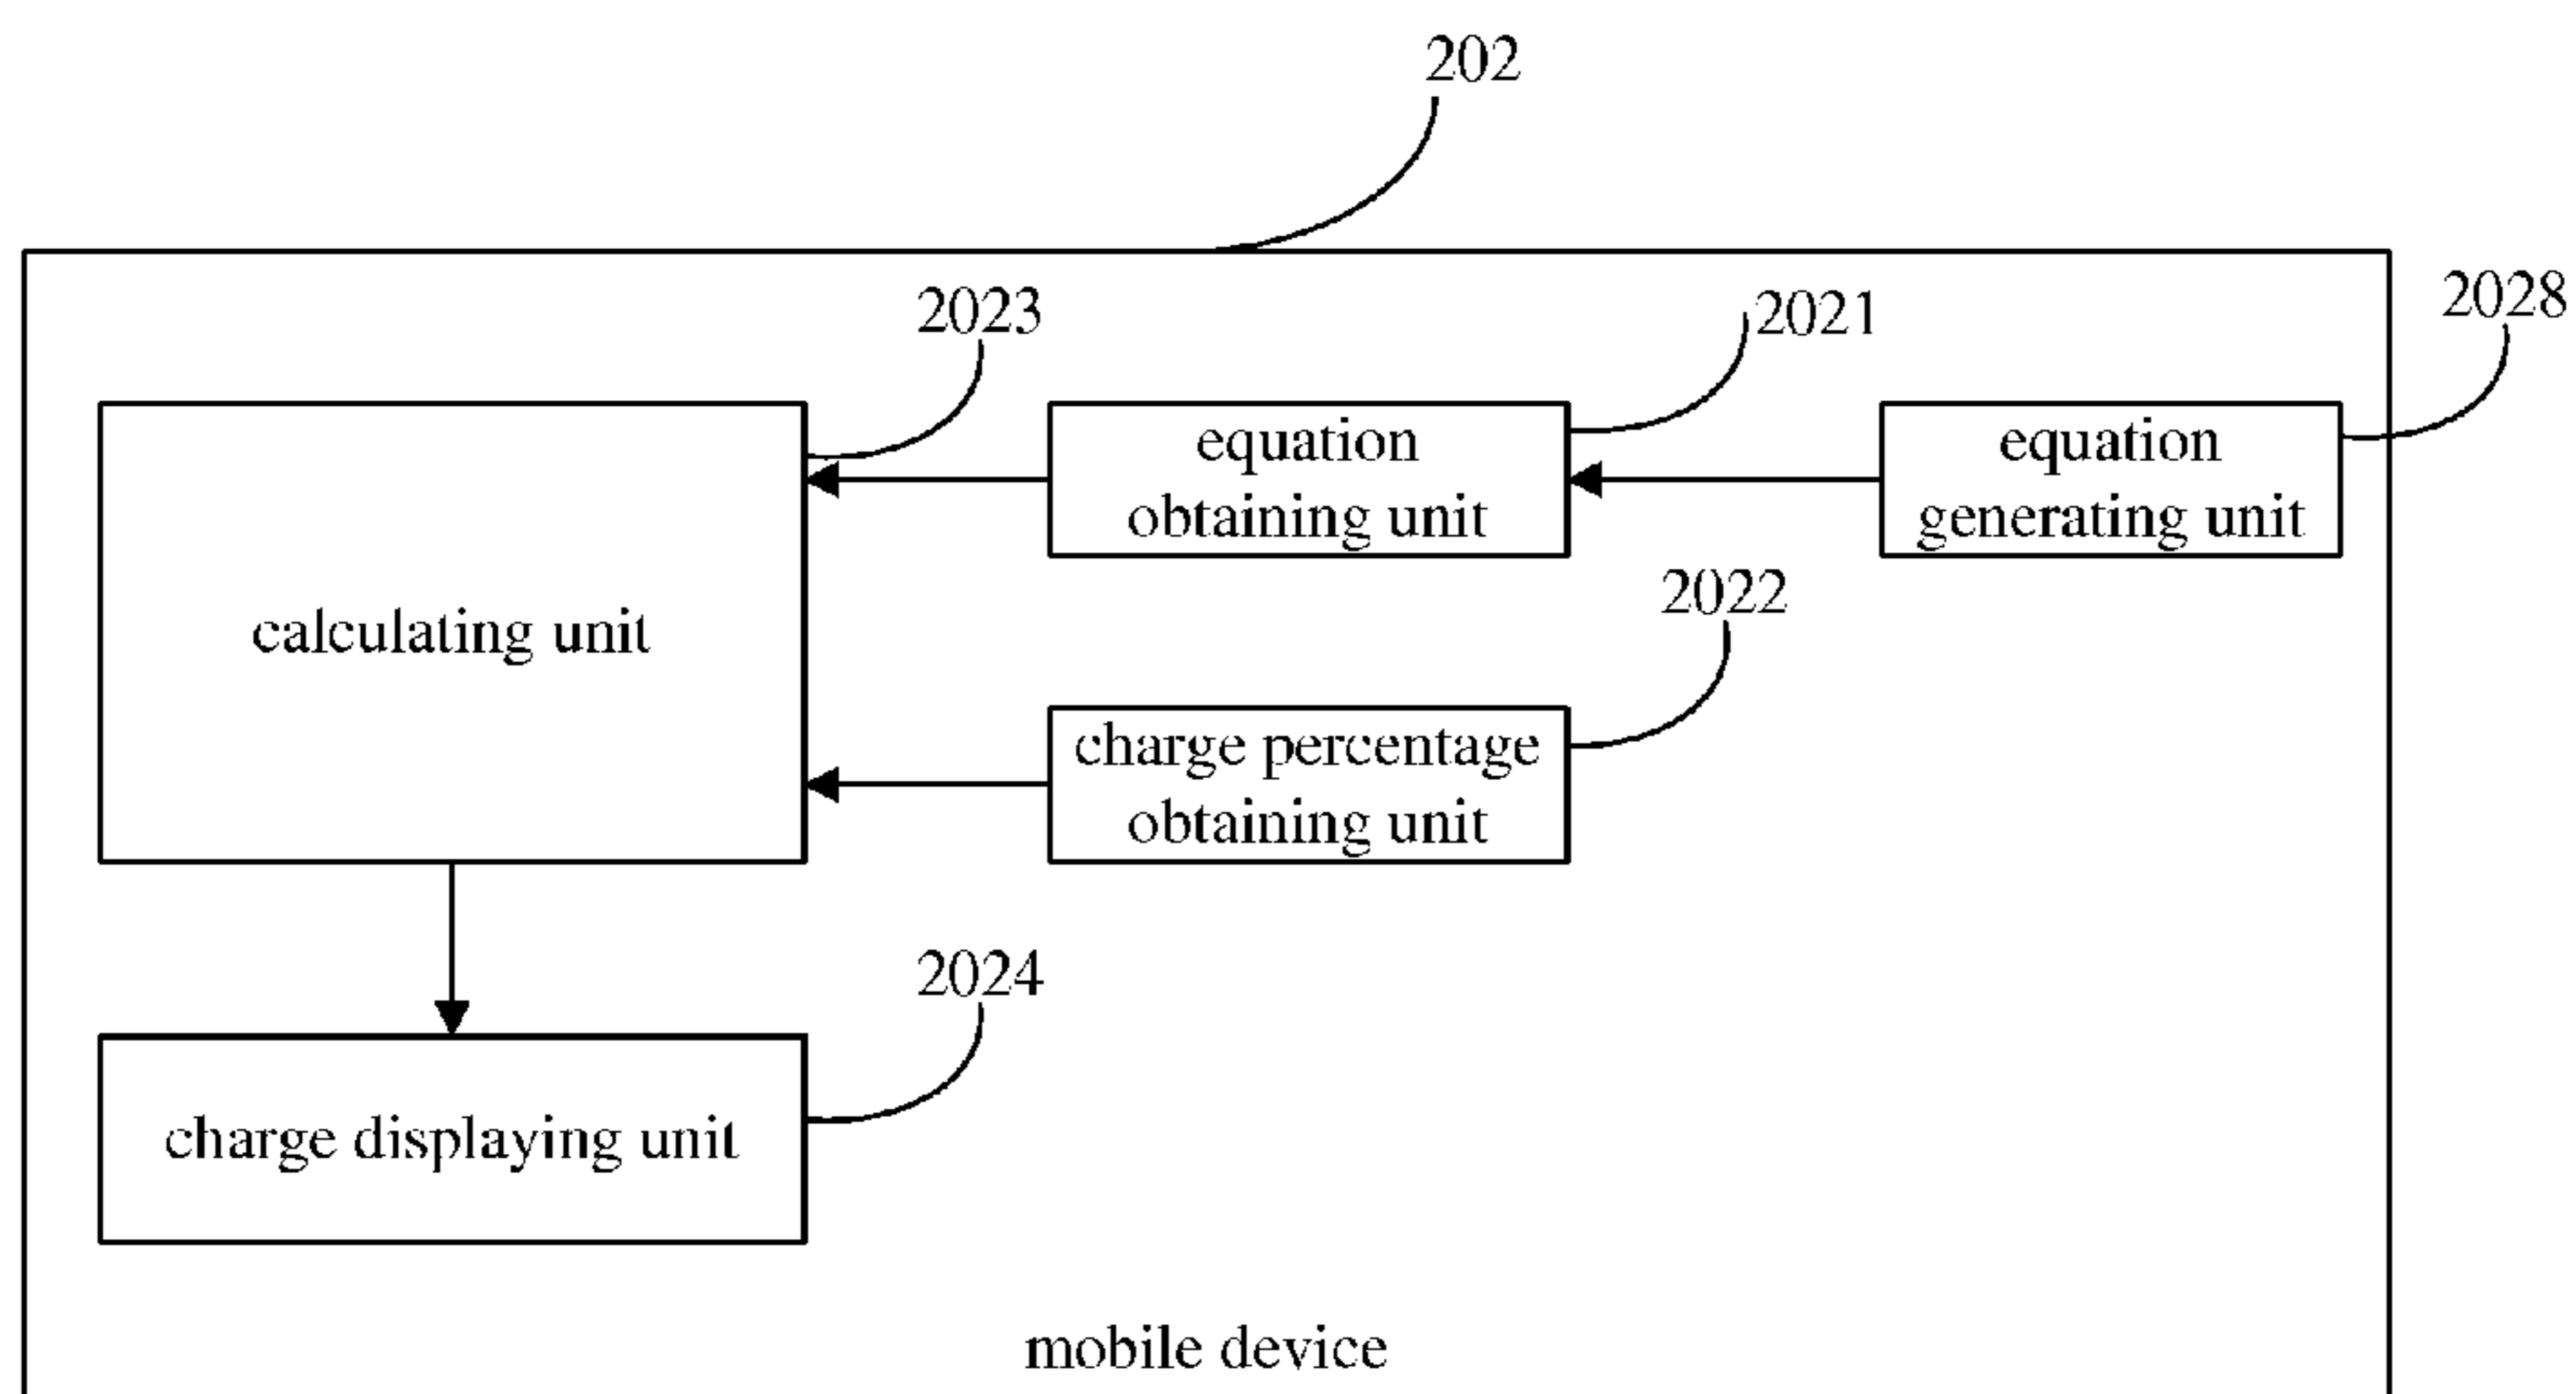 202
2023
2021
2028
equation
obtaining unit
equation
generating unit
calculating unit
2022
charge percentage
obtaining unit
2024
charge displaying unit
mobile device